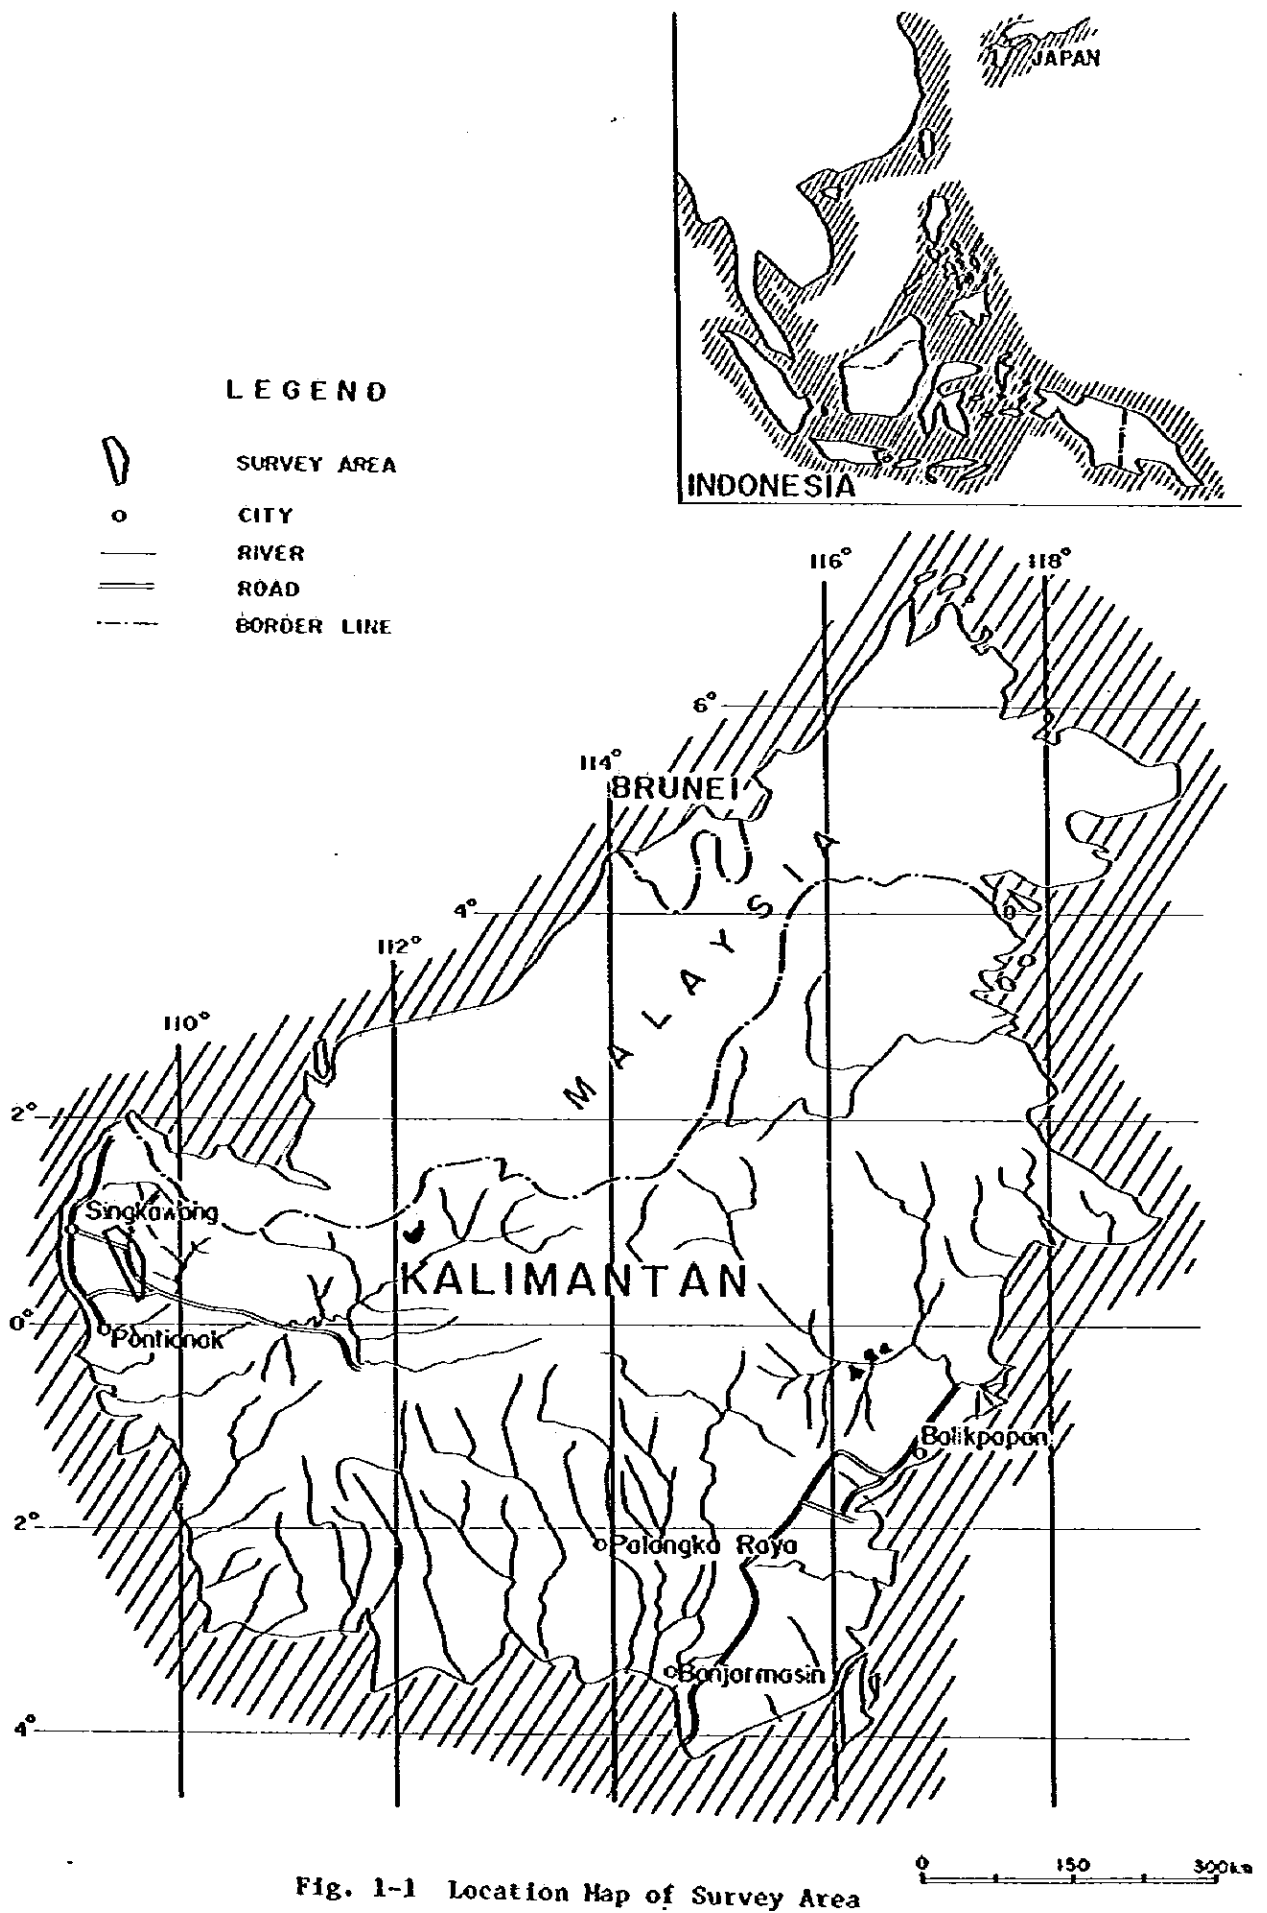 JAPAN
INDONESIA
LEGEND
SURVEY AREA
CITY
RIVER
ROAD
BORDER LINE
116°
118°
6°
114°
BRUNEI
MALAYSIA
4°
112°
110°
2°
Singkawang
KALIMANTAN
0°
Pontianak
Balikpapan
2°
Palangka Raya
Banjarmasin
4°
0 150 300km
Fig. 1-1 Location Map of Survey Area